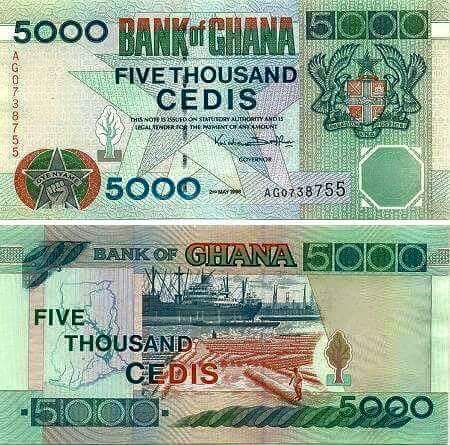 5000 BANK of GHANA 5000
FIVE THOUSAND
CEDIS
THIS NOTE IS ISSUED ON STATUTORY AUTHORITY AND IS
LEGAL TENDER FOR THE PAYMENT OF ANY AMOUNT
GOVERNOR
AG0738755
5000
2ND MAY 1996
AG0738755
BANK OF GHANA 5000
FIVE
THOUSAND
CEDIS
5000
5000